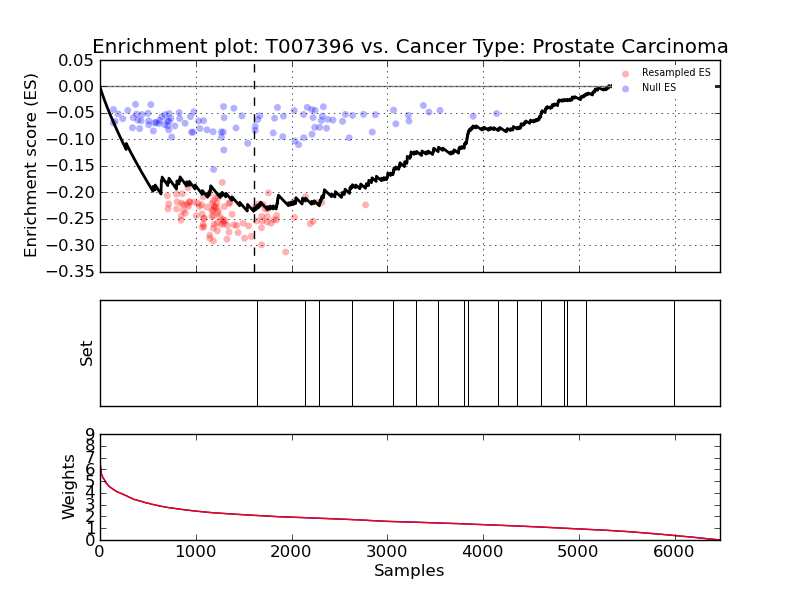 Enrichment plot: T007396 vs. Cancer Type: Prostate Carcinoma
Enrichment score (ES)
0.05
0.00
−0.05
−0.10
−0.15
−0.20
−0.25
−0.30
−0.35
Resampled ES
Null ES
Set
Weights
9
8
7
6
5
4
3
2
1
0
0 1000 2000 3000 4000 5000 6000
Samples